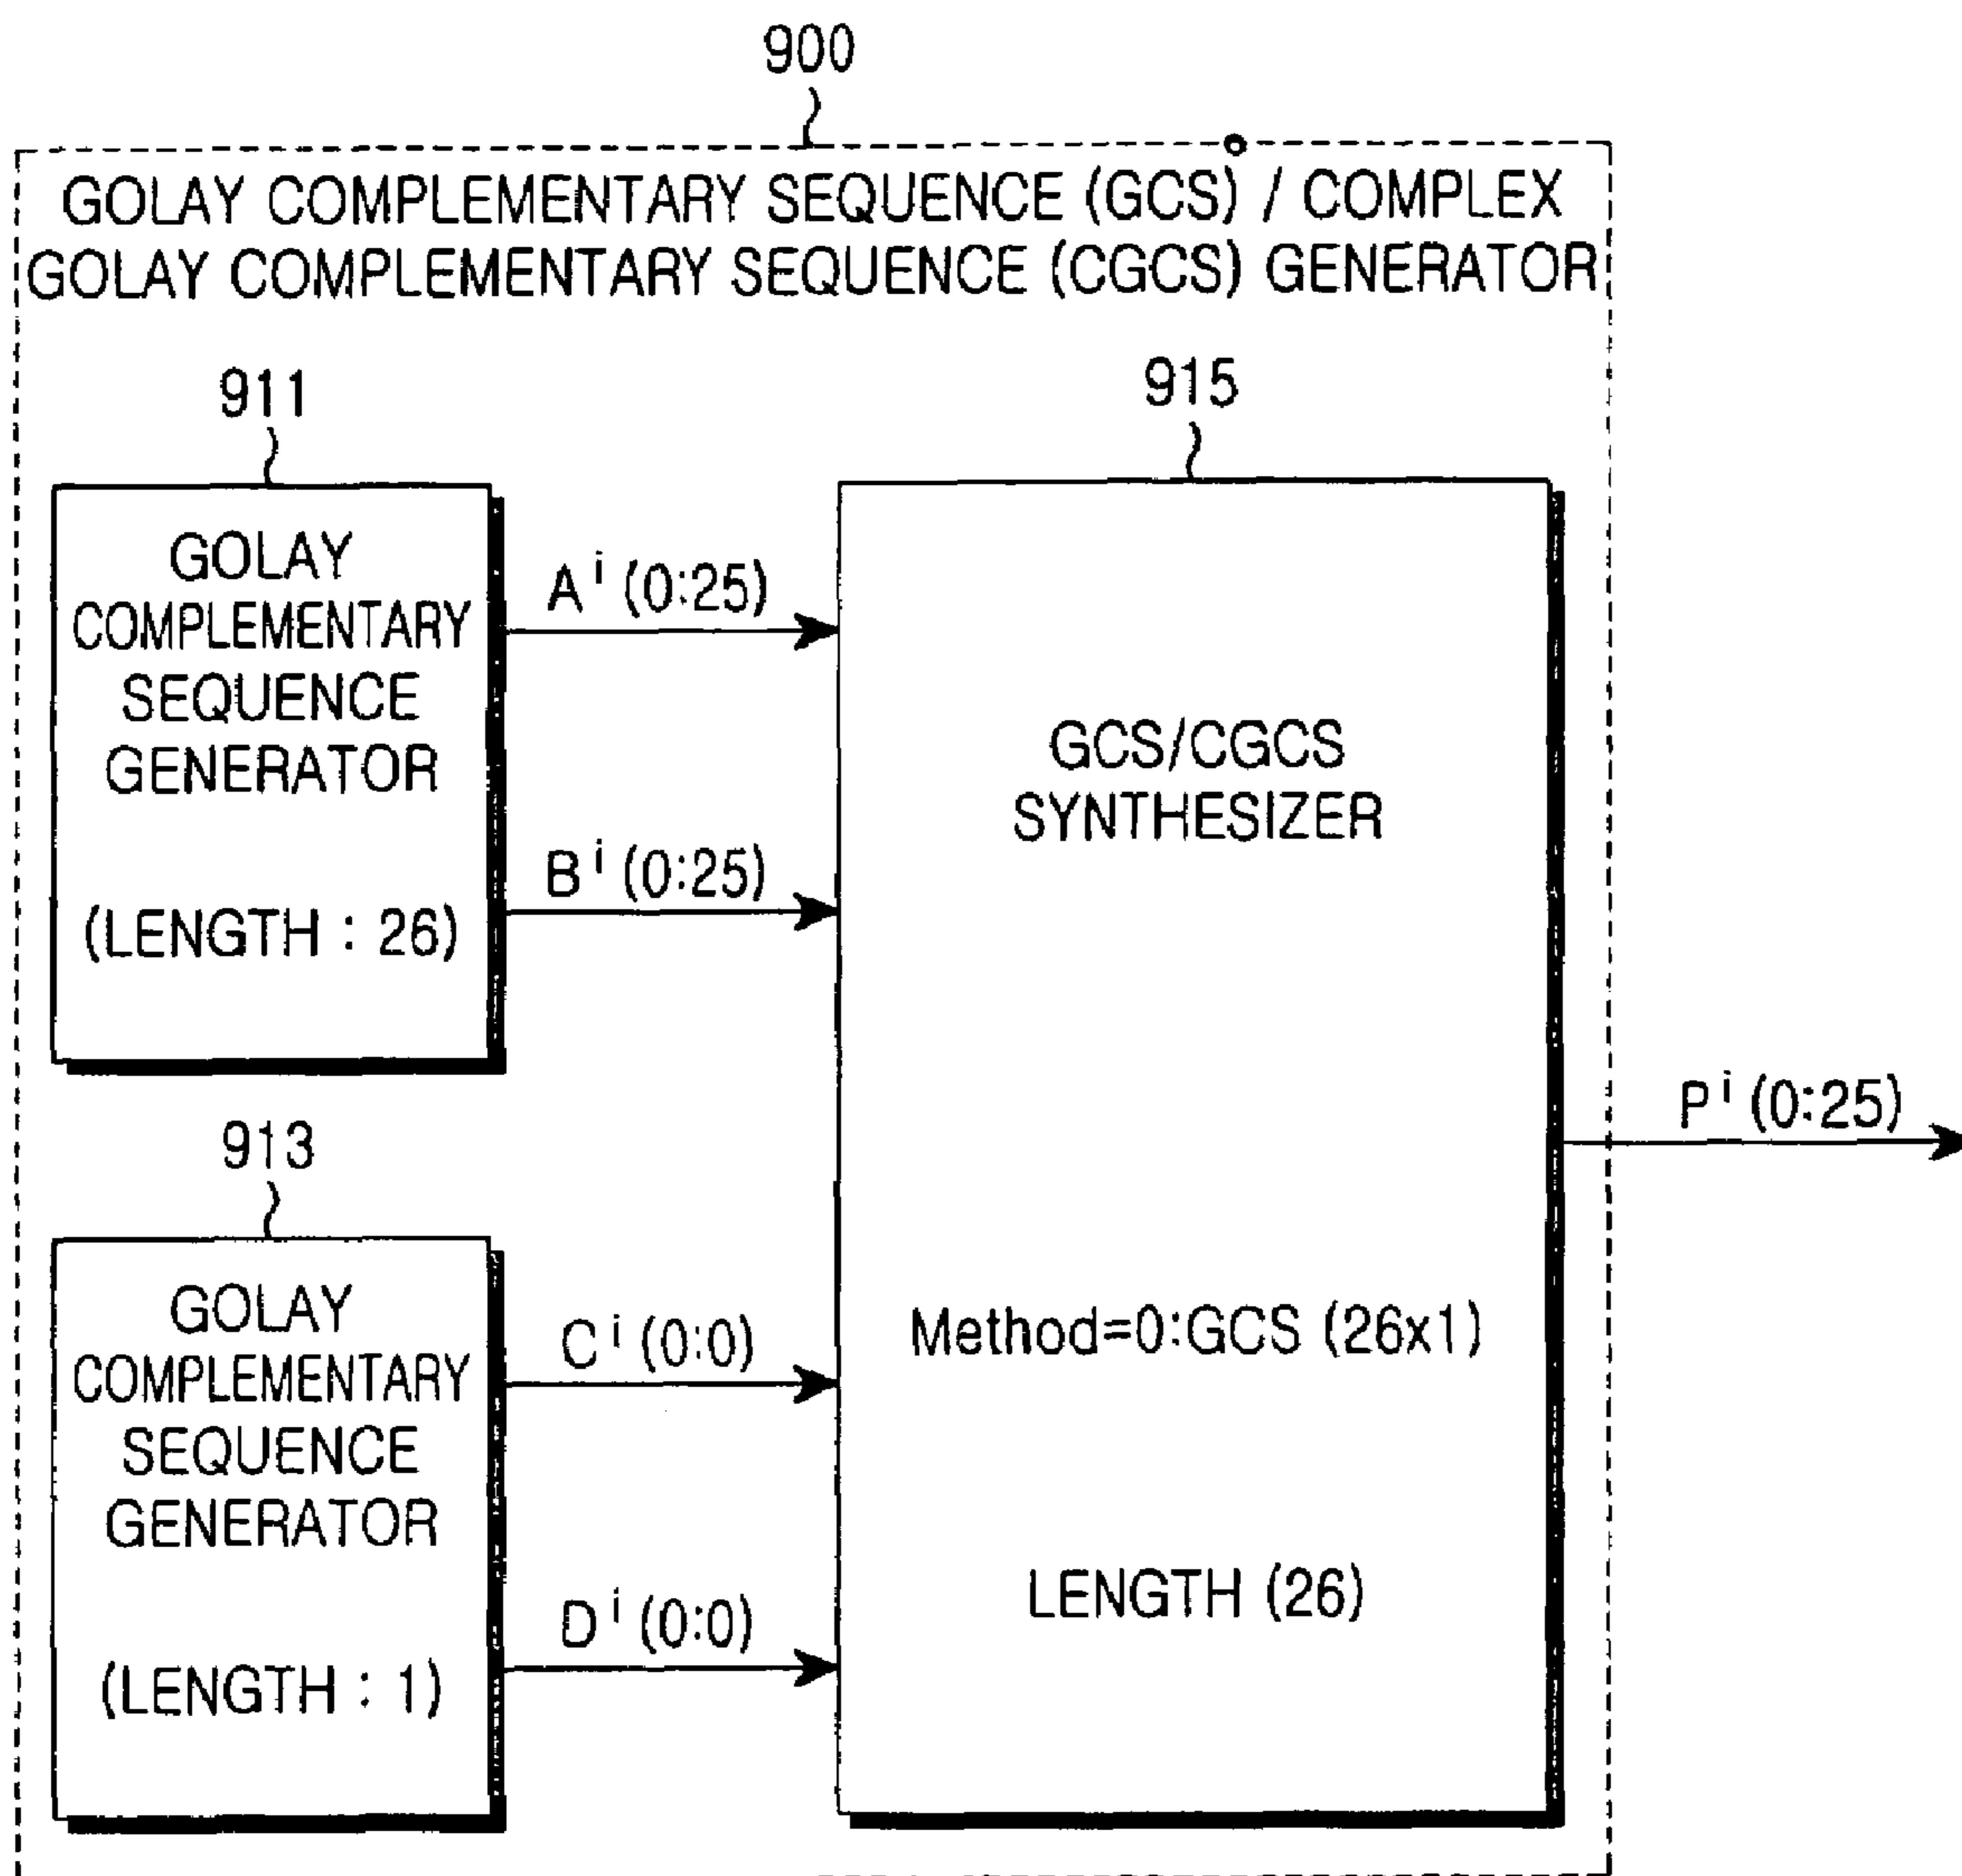 900
GOLAY COMPLEMENTARY SEQUENCE (GCS) / COMPLEX
GOLAY COMPLEMENTARY SEQUENCE (CGCS) GENERATOR
911
GOLAY
COMPLEMENTARY
SEQUENCE
GENERATOR
(LENGTH : 26)
A^i (0:25)
B^i (0:25)
913
GOLAY
COMPLEMENTARY
SEQUENCE
GENERATOR
(LENGTH : 1)
C^i (0:0)
D^i (0:0)
915
GCS/CGCS
SYNTHESIZER
Method=0:GCS (26x1)
LENGTH (26)
P^i (0:25)